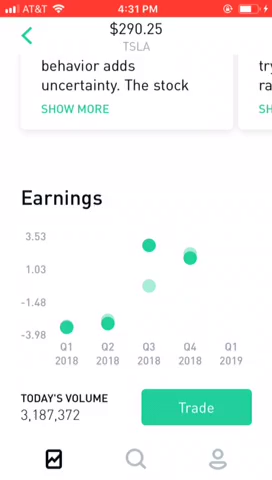 AT&T 4:31 PM
$290.25
TSLA
behavior adds
uncertainty. The stock
SHOW MORE
try
ra
SH
Earnings
3.53
1.03
-1.48
-3.98
Q1 Q2 Q3 Q4 Q1
2018 2018 2018 2018 2019
TODAY'S VOLUME
3,187,372
Trade